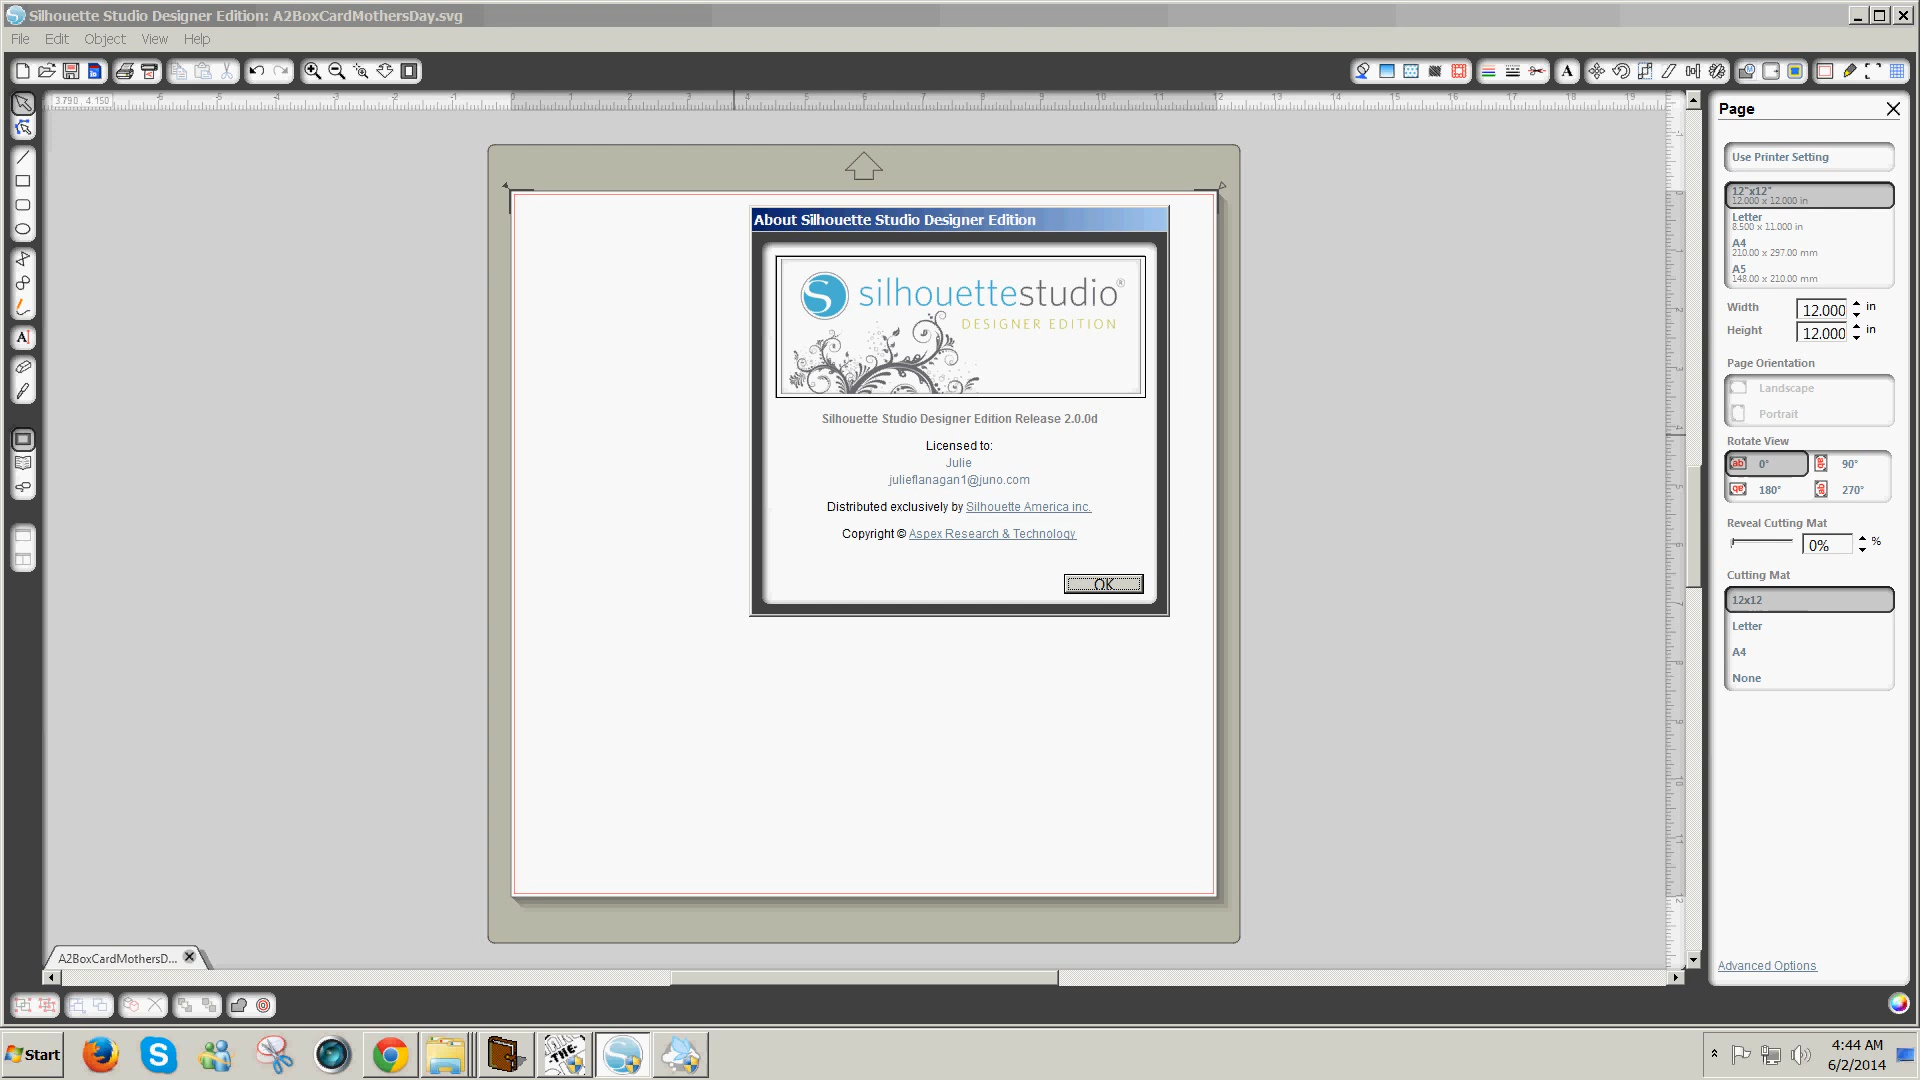 Silhouette Studio Designer Edition: A2BoxCardMothersDay.svg
File Edit Object View Help
3.790 , 4.150
Page
Use Printer Setting
12"x12"
12.000 x 12.000 in
Letter
8.500 x 11.000 in
A4
210.00 x 297.00 mm
A5
148.00 x 210.00 mm
Width 12.000 in
Height 12.000 in
Page Orientation
Landscape
Portrait
Rotate View
0° 90°
180° 270°
Reveal Cutting Mat
0% %
Cutting Mat
12x12
Letter
A4
None
Advanced Options
About Silhouette Studio Designer Edition
silhouettestudio®
DESIGNER EDITION
Silhouette Studio Designer Edition Release 2.0.0d
Licensed to:
Julie
julieflanagan1@juno.com
Distributed exclusively by Silhouette America inc.
Copyright © Aspex Research & Technology
OK
A2BoxCardMothersD...
Start
4:44 AM
6/2/2014